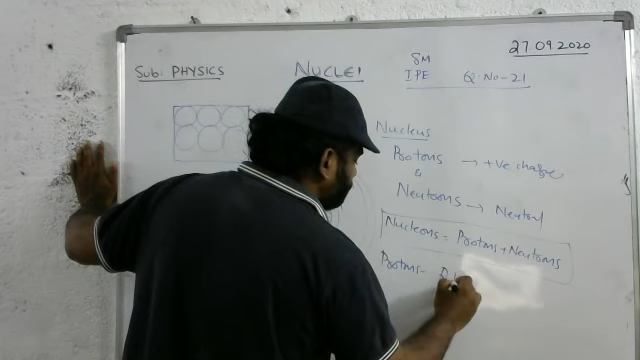 27 09 2020
Sub: PHYSICS
NUCLEI
8M
IPE Q: No-21
Nucleus
Protons → +ve charge
&
Neutrons → Neutral
Nucleons = Protons + Neutrons
Protons -